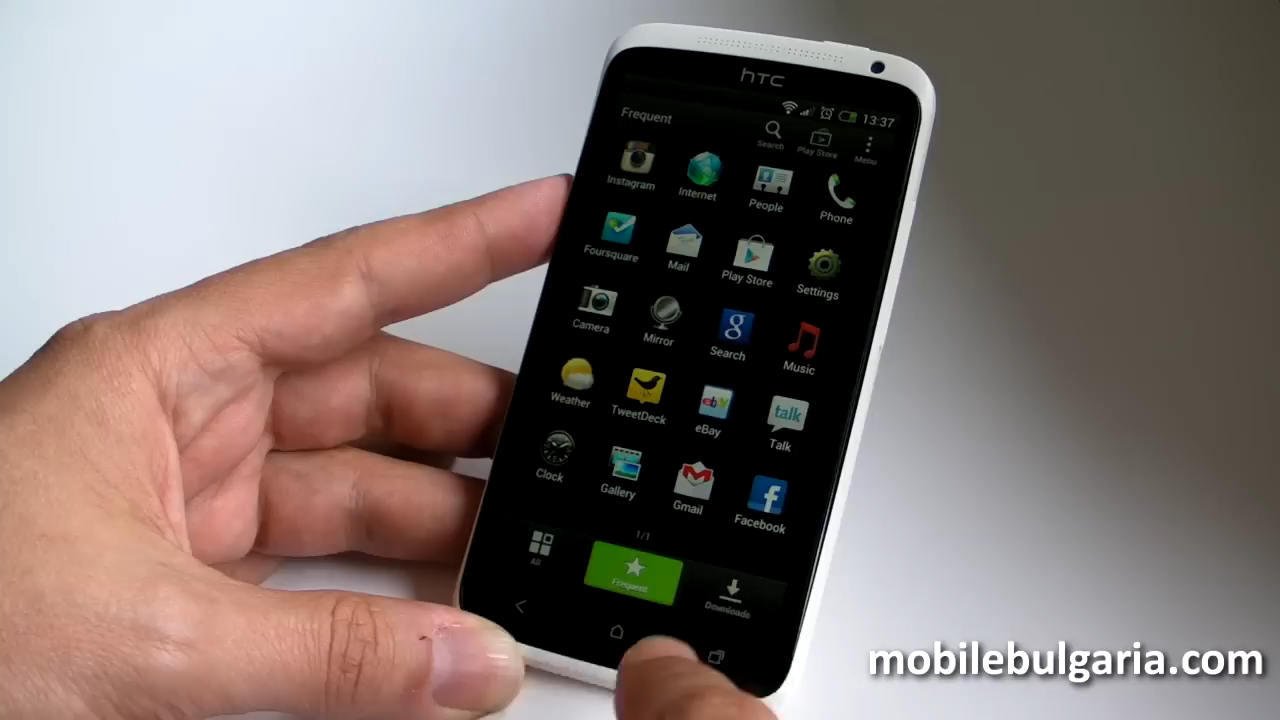 hTC
13:37
Frequent
Search
Play Store
Menu
Instagram
Internet
People
Phone
Foursquare
Mail
Play Store
Settings
Camera
Mirror
Search
Music
Weather
TweetDeck
eBay
Talk
Clock
Gallery
Gmail
Facebook
1/1
All
Frequent
Downloads
mobilebulgaria.com